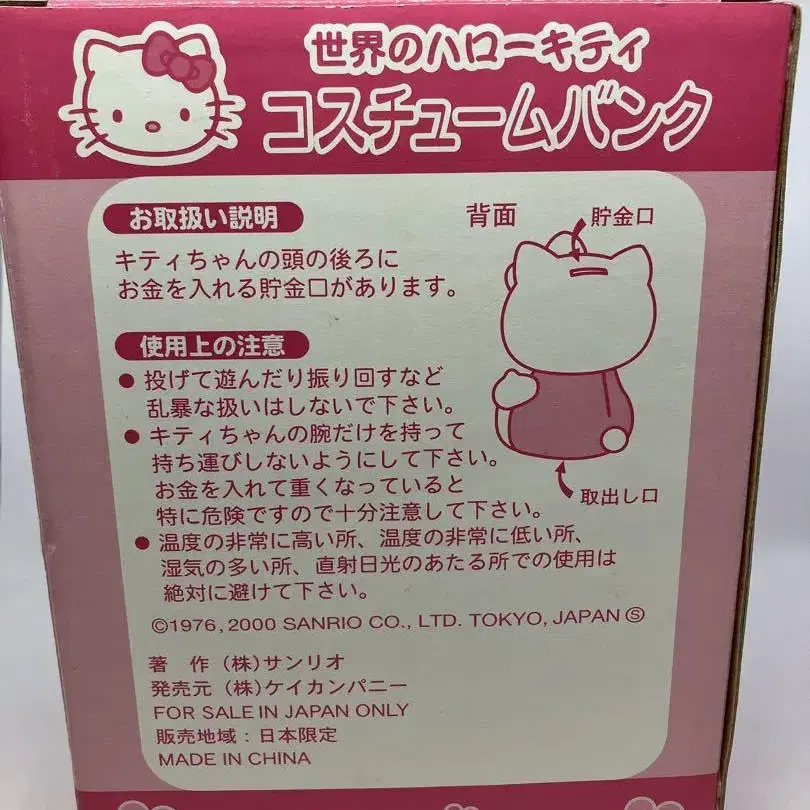 世界のハローキティ
コスチュームバンク
お取扱い説明
キティちゃんの頭の後ろに
お金を入れる貯金口があります。
背面
貯金口
取出し口
使用上の注意
● 投げて遊んだり振り回すなど
乱暴な扱いはしないで下さい。
● キティちゃんの腕だけを持って
持ち運びしないようにして下さい。
お金を入れて重くなっていると
特に危険ですので十分注意して下さい。
● 温度の非常に高い所、温度の非常に低い所、
湿気の多い所、直射日光のあたる所での使用は
絶対に避けて下さい。
©1976,2000 SANRIO CO., LTD. TOKYO, JAPAN Ⓢ
著 作 (株)サンリオ
発売元 (株)ケイカンパニー
FOR SALE IN JAPAN ONLY
販売地域:日本限定
MADE IN CHINA